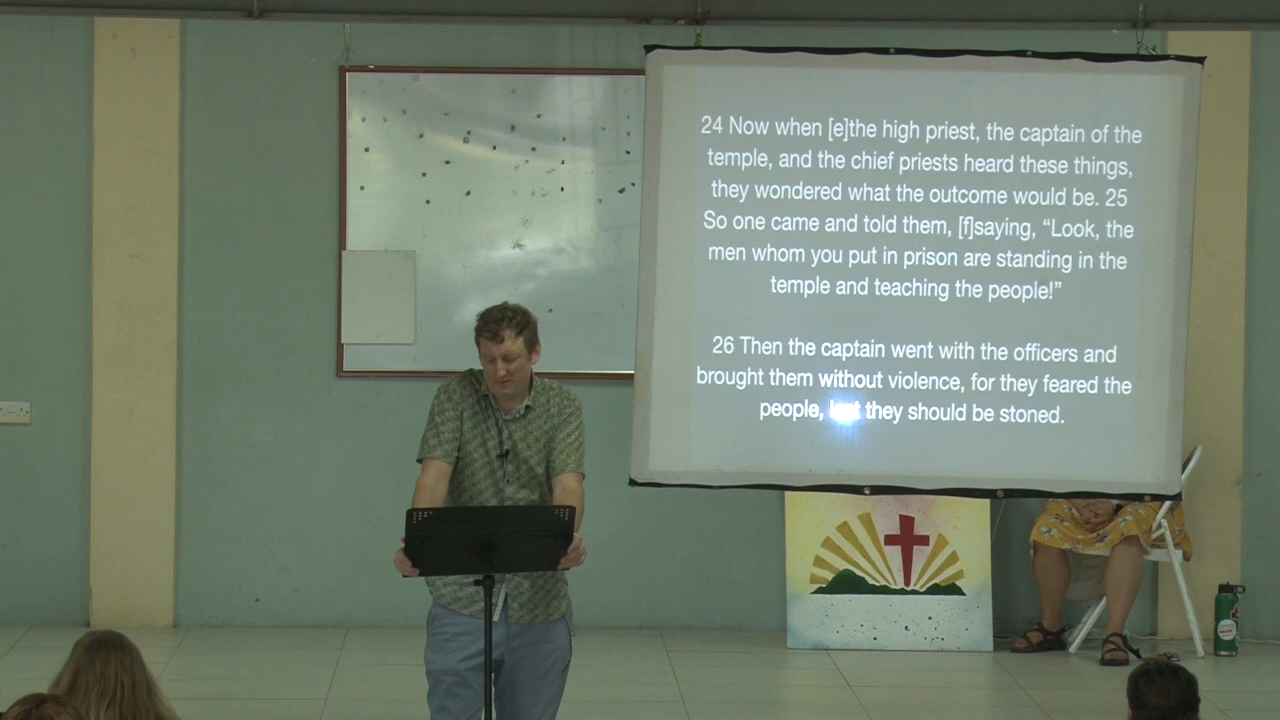 24 Now when [e]the high priest, the captain of the
temple, and the chief priests heard these things,
they wondered what the outcome would be. 25
So one came and told them, [f]saying, “Look, the
men whom you put in prison are standing in the
temple and teaching the people!”
26 Then the captain went with the officers and
brought them without violence, for they feared the
people, lest they should be stoned.